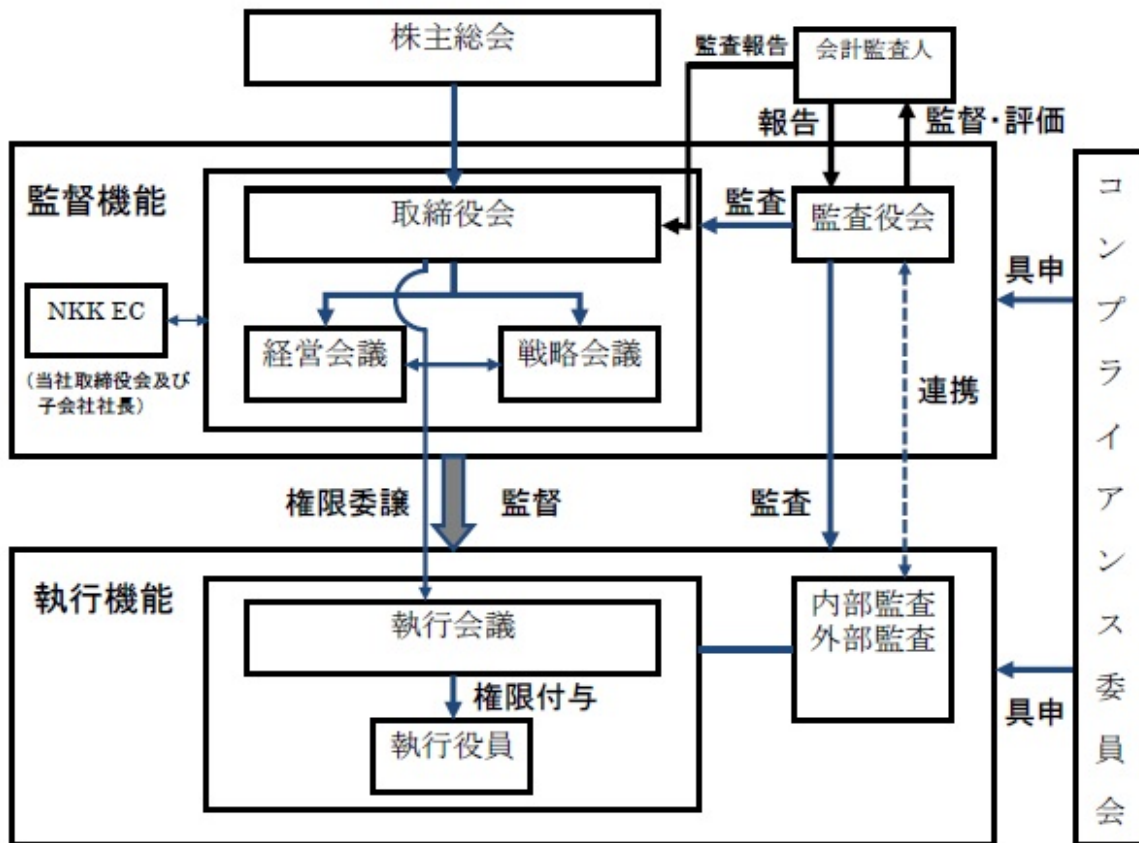 株主総会
監査報告
会計監査人
報告
監督・評価
監督機能
取締役会
監査
監査役会
具申
NKK EC
(当社取締役会及び
子会社社長)
経営会議
戦略会議
連携
権限委譲
監督
監査
執行機能
執行会議
内部監査
外部監査
権限付与
執行役員
具申
コンプライアンス委員会